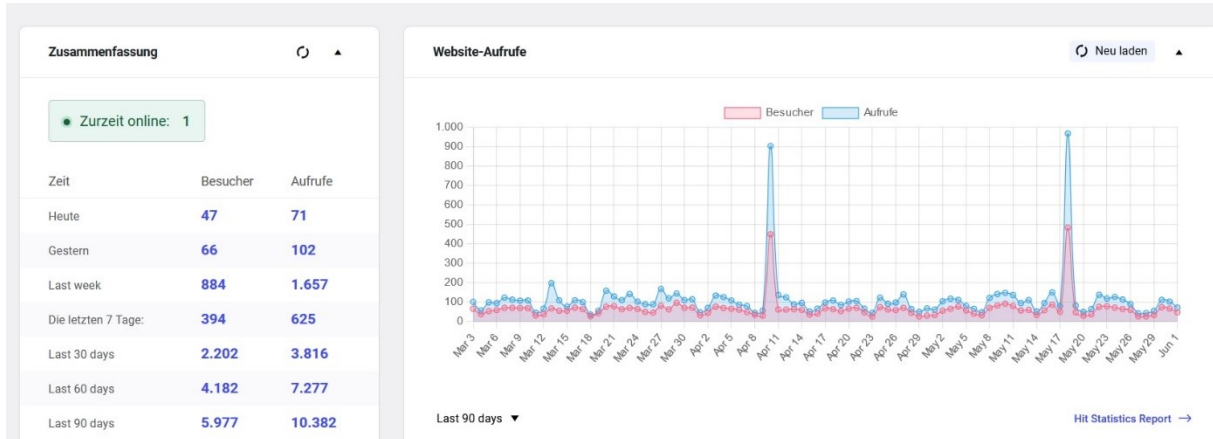 Zusammenfassung
Zurzeit online: 1
Zeit Besucher Aufrufe
Heute 47 71
Gestern 66 102
Last week 884 1.657
Die letzten 7 Tage: 394 625
Last 30 days 2.202 3.816
Last 60 days 4.182 7.277
Last 90 days 5.977 10.382
Website-Aufrufe Neu laden
Besucher Aufrufe
1.000
900
800
700
600
500
400
300
200
100
0
Mar 3 Mar 6 Mar 9 Mar 12 Mar 15 Mar 18 Mar 21 Mar 24 Mar 27 Mar 30 Apr 2 Apr 5 Apr 8 Apr 11 Apr 14 Apr 17 Apr 20 Apr 23 Apr 26 Apr 29 May 2 May 5 May 8 May 11 May 14 May 17 May 20 May 23 May 26 May 29 Jun 1
Last 90 days Hit Statistics Report